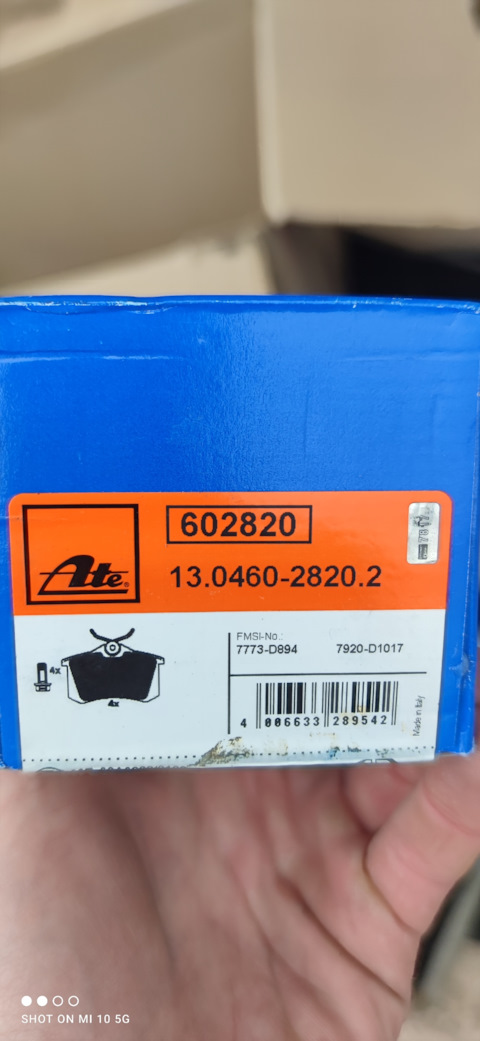 602820
Ate®
13.0460-2820.2
FMSI-No.:
7773-D894 7920-D1017
4x
4x
4 006633 289542
Made in Italy
SHOT ON MI 10 5G